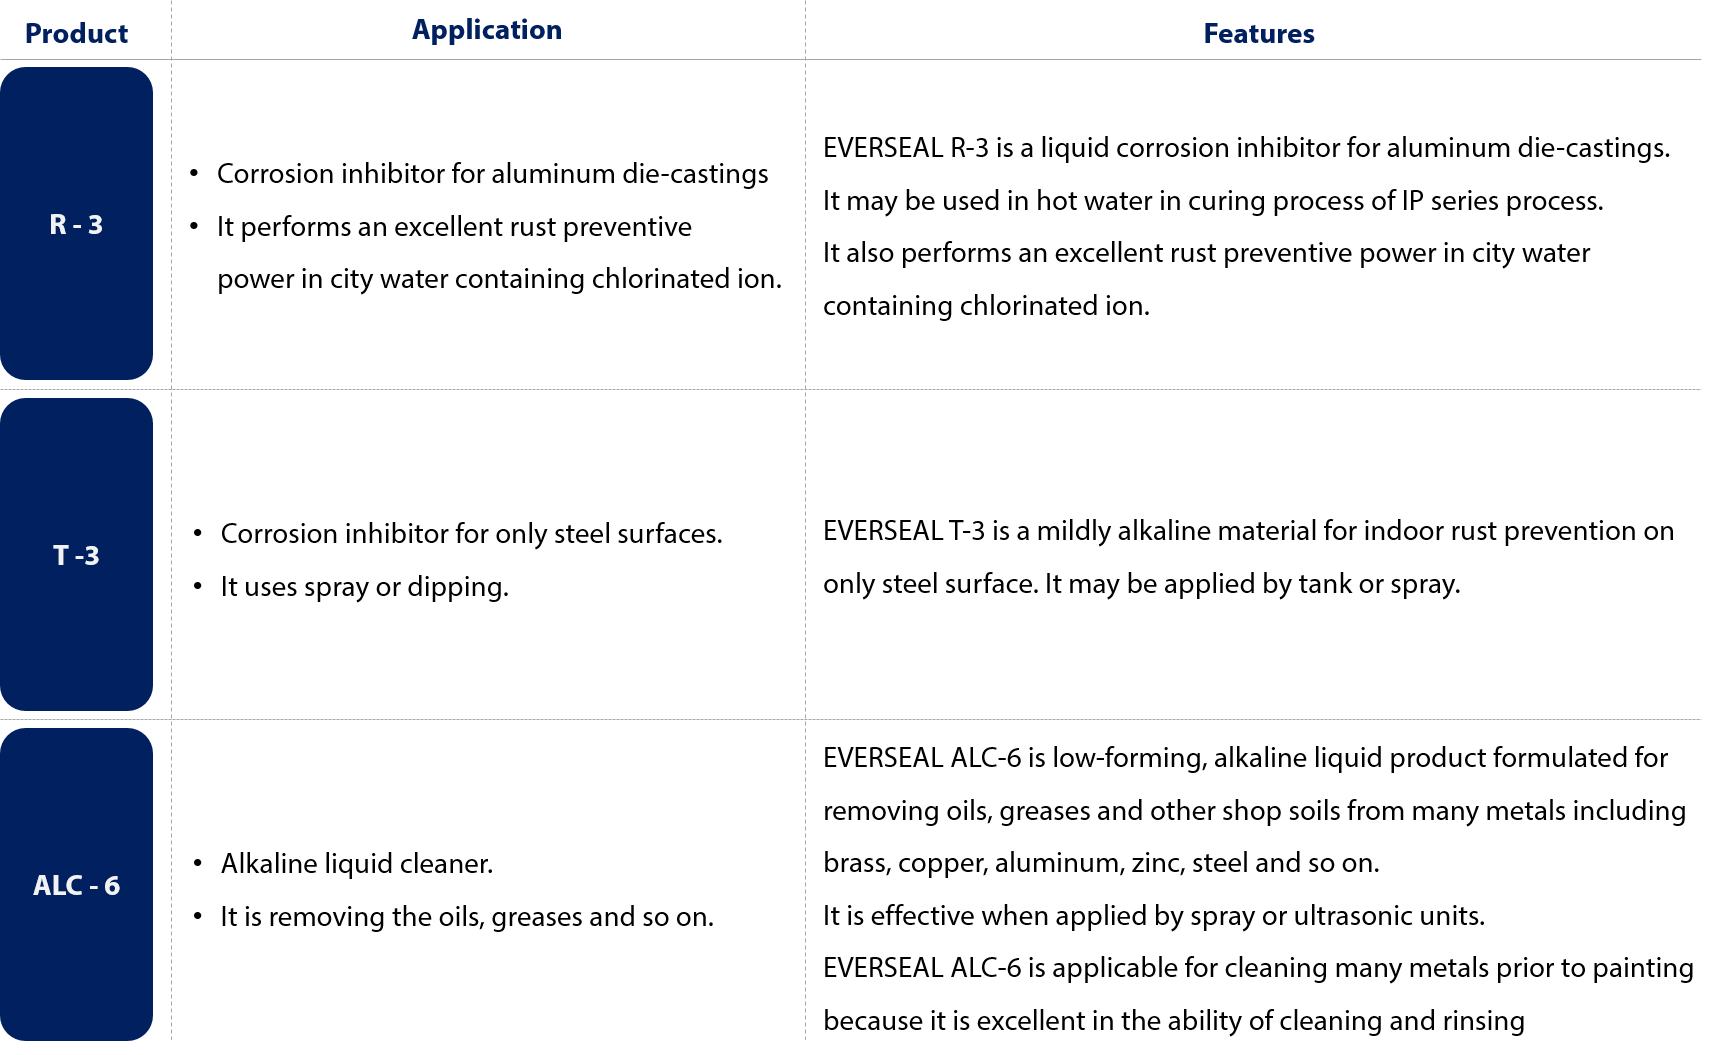 Product
Application
Features
R - 3
• Corrosion inhibitor for aluminum die-castings
• It performs an excellent rust preventive
power in city water containing chlorinated ion.
EVERSEAL R-3 is a liquid corrosion inhibitor for aluminum die-castings.
It may be used in hot water in curing process of IP series process.
It also performs an excellent rust preventive power in city water
containing chlorinated ion.
T -3
• Corrosion inhibitor for only steel surfaces.
• It uses spray or dipping.
EVERSEAL T-3 is a mildly alkaline material for indoor rust prevention on
only steel surface. It may be applied by tank or spray.
ALC - 6
• Alkaline liquid cleaner.
• It is removing the oils, greases and so on.
EVERSEAL ALC-6 is low-forming, alkaline liquid product formulated for
removing oils, greases and other shop soils from many metals including
brass, copper, aluminum, zinc, steel and so on.
It is effective when applied by spray or ultrasonic units.
EVERSEAL ALC-6 is applicable for cleaning many metals prior to painting
because it is excellent in the ability of cleaning and rinsing